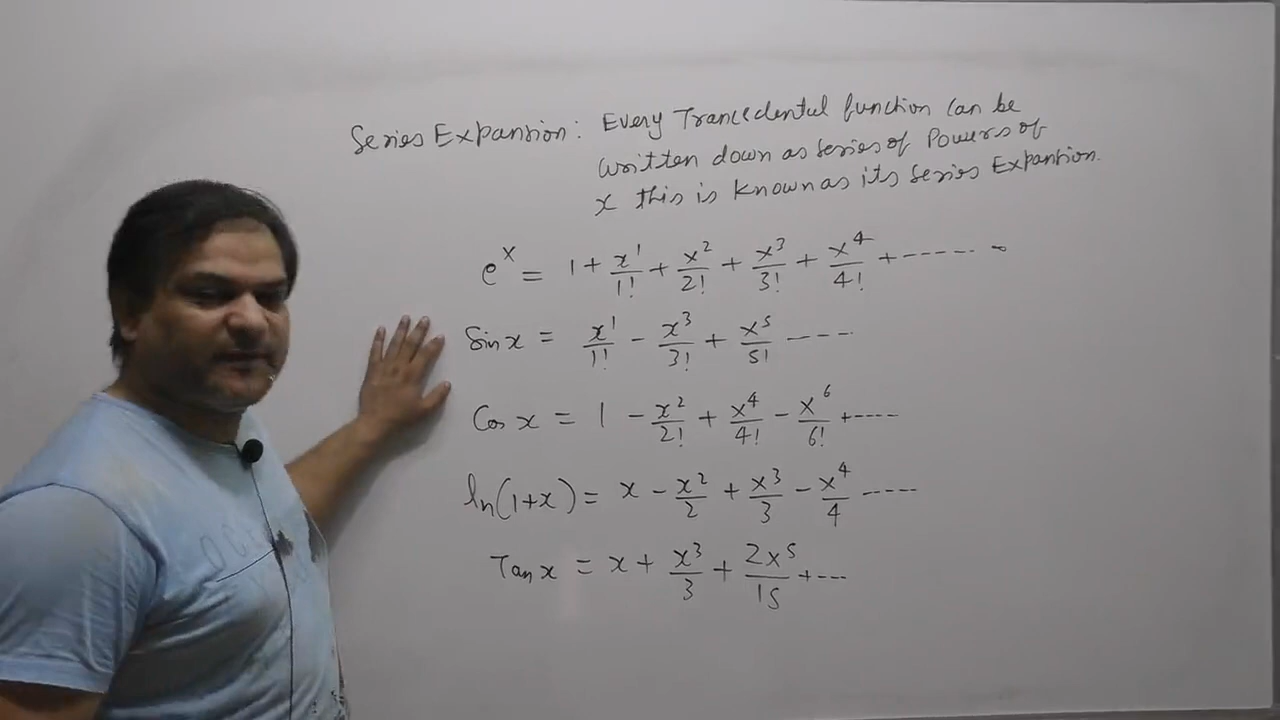 Series Expantion: Every Trancedental function can be
written down as series of Powers of
x this is known as its series Expantion.
e^x = 1 + x^1/1! + x^2/2! + x^3/3! + x^4/4! + ------
Sin x = x^1/1! - x^3/3! + x^5/5! ----
Cos x = 1 - x^2/2! + x^4/4! - x^6/6! + ----
ln(1+x) = x - x^2/2 + x^3/3 - x^4/4 -----
Tan x = x + x^3/3 + 2x^5/15 + ---